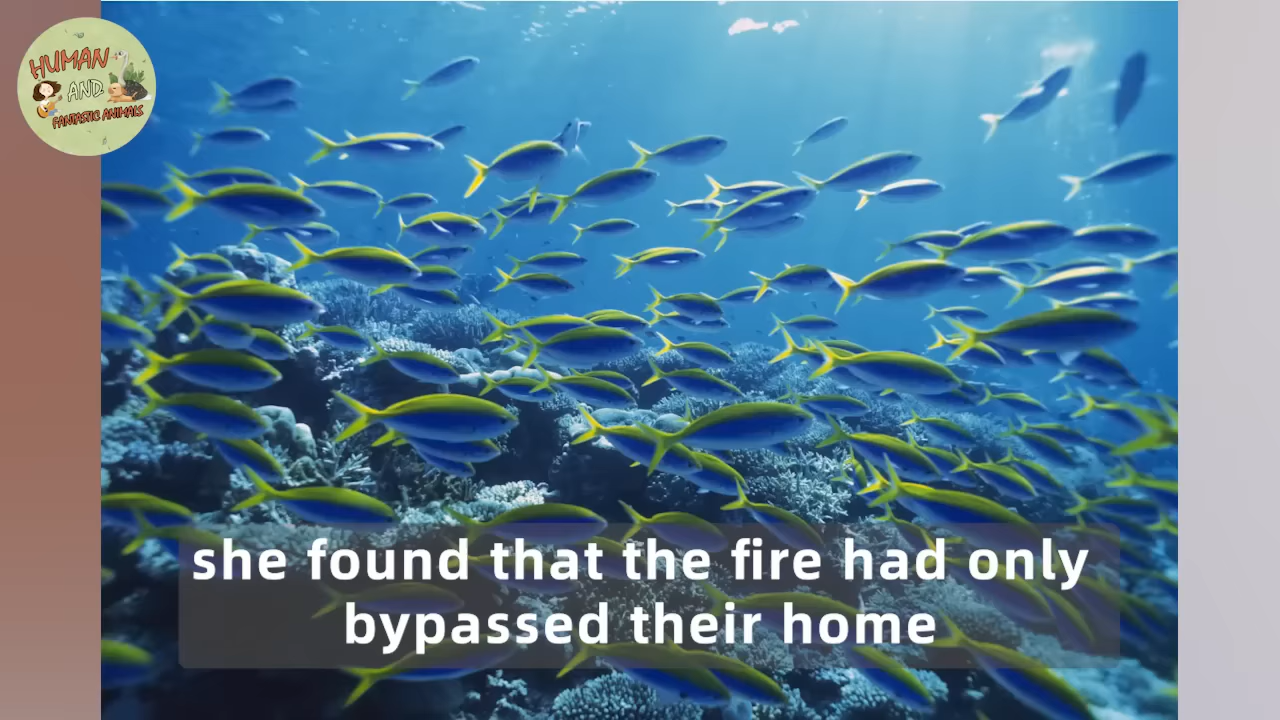 HUMAN
AND
FANTASTIC ANIMALS
she found that the fire had only
bypassed their home